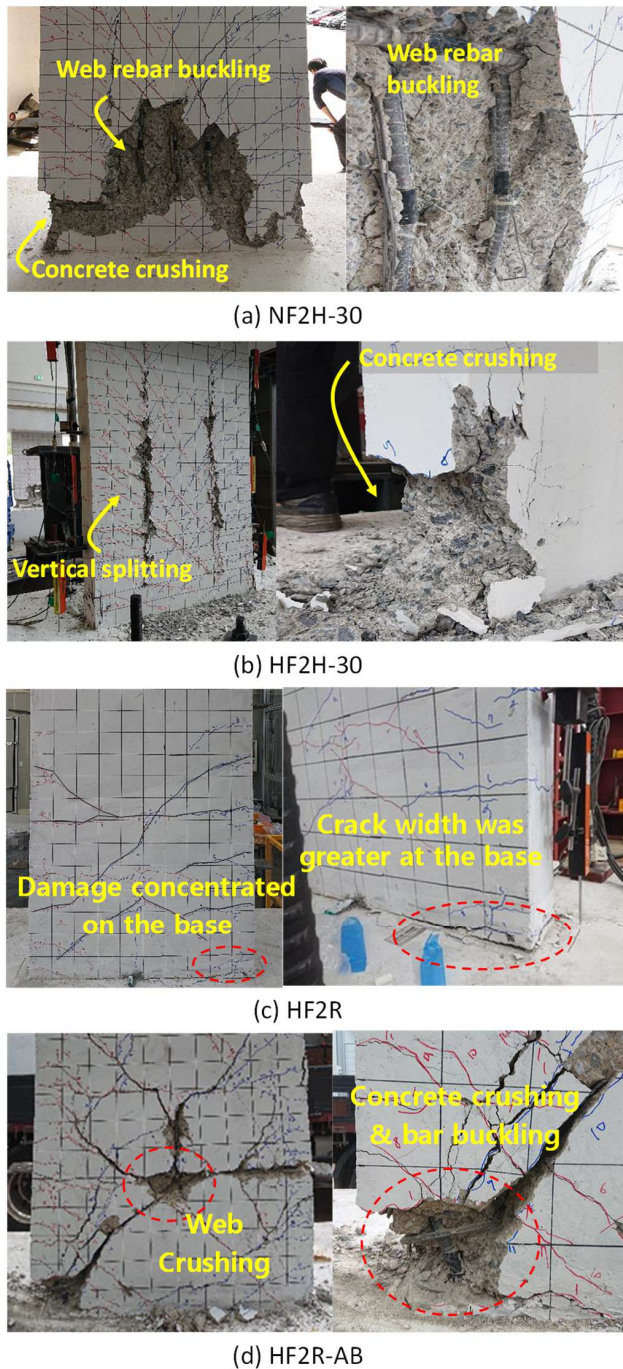 Web rebar buckling
Concrete crushing
Web rebar
buckling
(a) NF2H-30
Vertical splitting
Concrete crushing
(b) HF2H-30
Damage concentrated
on the base
Crack width was
greater at the base
(c) HF2R
Web
Crushing
Concrete crushing
& bar buckling
(d) HF2R-AB